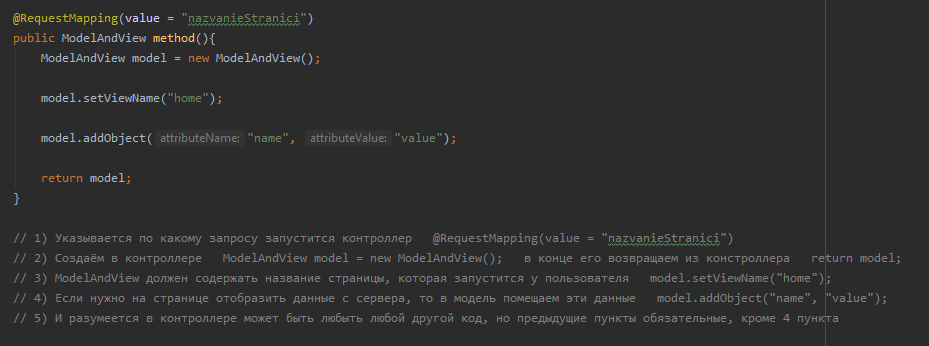 @RequestMapping(value = "nazvanieStranici")
public ModelAndView method(){
ModelAndView model = new ModelAndView();
model.setViewName("home");
model.addObject( attributeName: "name", attributeValue: "value");
return model;
}
// 1) Указывается по какому запросу запустится контроллер @RequestMapping(value = "nazvanieStranici")
// 2) Создаём в контроллере ModelAndView model = new ModelAndView(); в конце его возвращаем из констроллера return model;
// 3) ModelAndView должен содержать название страницы, которая запустится у пользователя model.setViewName("home");
// 4) Если нужно на странице отобразить данные с сервера, то в модель помещаем эти данные model.addObject("name", "value");
// 5) И разумеется в контроллере может быть любыть любой другой код, но предыдущие пункты обязательные, кроме 4 пункта